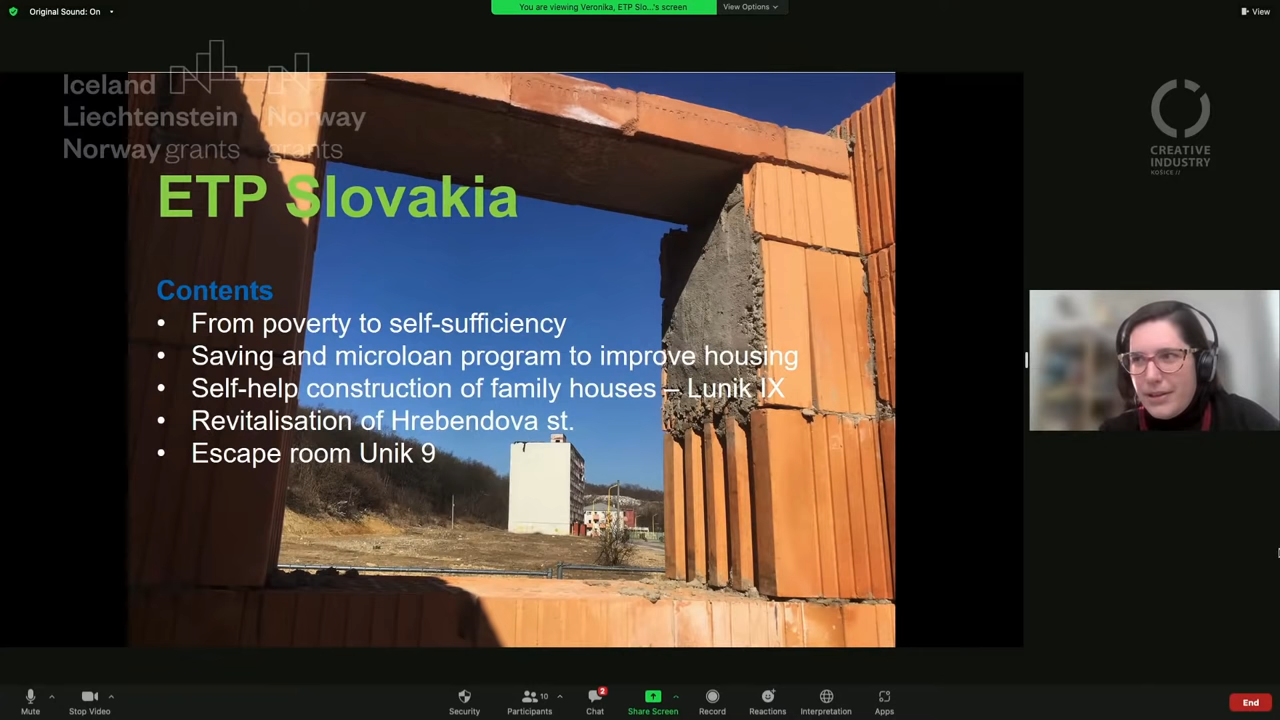 Original Sound: On
You are viewing Veronika, ETP Slo...'s screen
View Options
View
Iceland
Liechtenstein Norway
Norway grants grants
CREATIVE
INDUSTRY
KOŠICE //
ETP Slovakia
Contents
• From poverty to self-sufficiency
• Saving and microloan program to improve housing
• Self-help construction of family houses – Lunik IX
• Revitalisation of Hrebendova st.
• Escape room Unik 9
Mute
Stop Video
Security
10
Participants
2
Chat
Share Screen
Record
Reactions
Interpretation
Apps
End